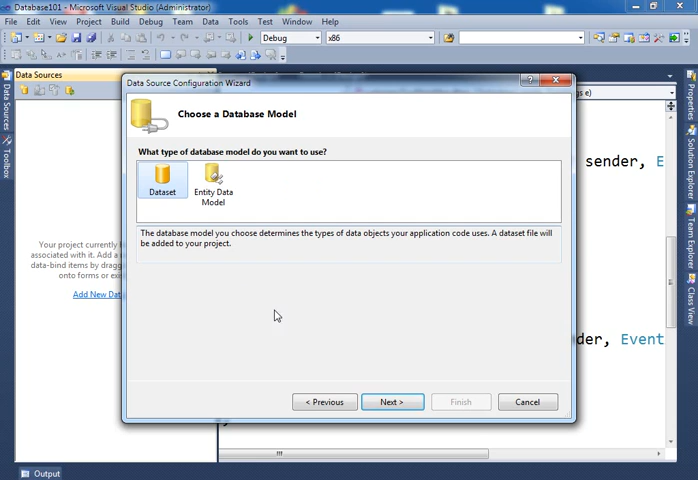 Database101 - Microsoft Visual Studio (Administrator)
File Edit View Project Build Debug Team Data Tools Test Window Help
Debug x86
Data Sources
Data Source Configuration Wizard
Choose a Database Model
What type of database model do you want to use?
Dataset
Entity Data
Model
The database model you choose determines the types of data objects your application code uses. A dataset file will
be added to your project.
Your project currently
associated with it. Add a
data-bind items by
onto forms or
Add New
s e)
sender, E
der, Event
< Previous
Next >
Finish
Cancel
Output
Data Sources
Toolbox
Properties
Solution Explorer
Team Explorer
Class View